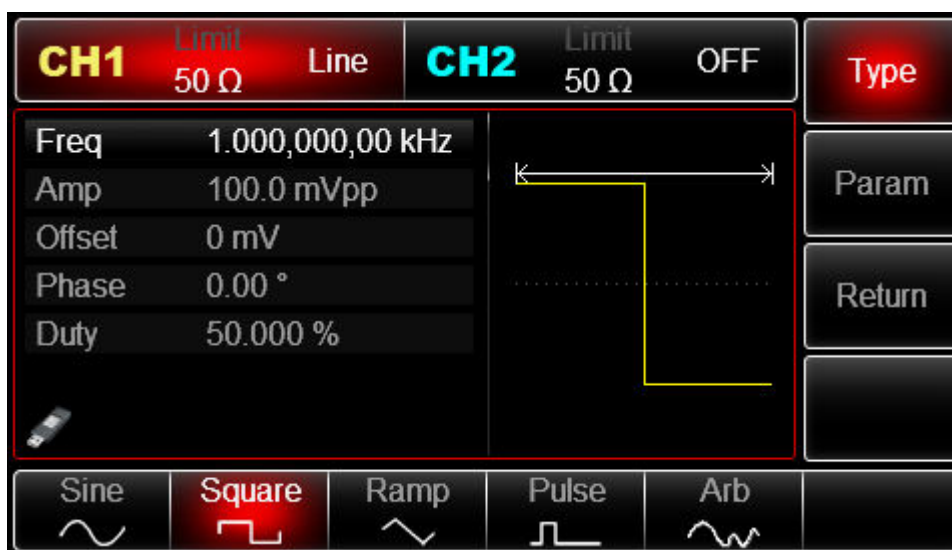 CH1 Limit 50 Ω Line CH2 Limit 50 Ω OFF
Type
Freq 1.000,000,00 kHz
Amp 100.0 mVpp
Offset 0 mV
Phase 0.00 °
Duty 50.000 %
Param
Return
Sine Square Ramp Pulse Arb